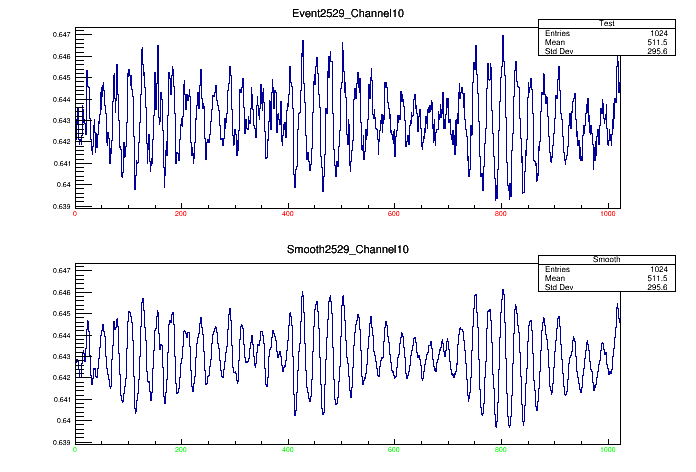 Event2529_Channel10
Test
Entries 1024
Mean 511.5
Std Dev 295.6
0.647
0.646
0.645
0.644
0.643
0.642
0.641
0.64
0.639
0 200 400 600 800 1000
Smooth2529_Channel10
Smooth
Entries 1024
Mean 511.5
Std Dev 295.6
0.647
0.646
0.645
0.644
0.643
0.642
0.641
0.64
0.639
0 200 400 600 800 1000